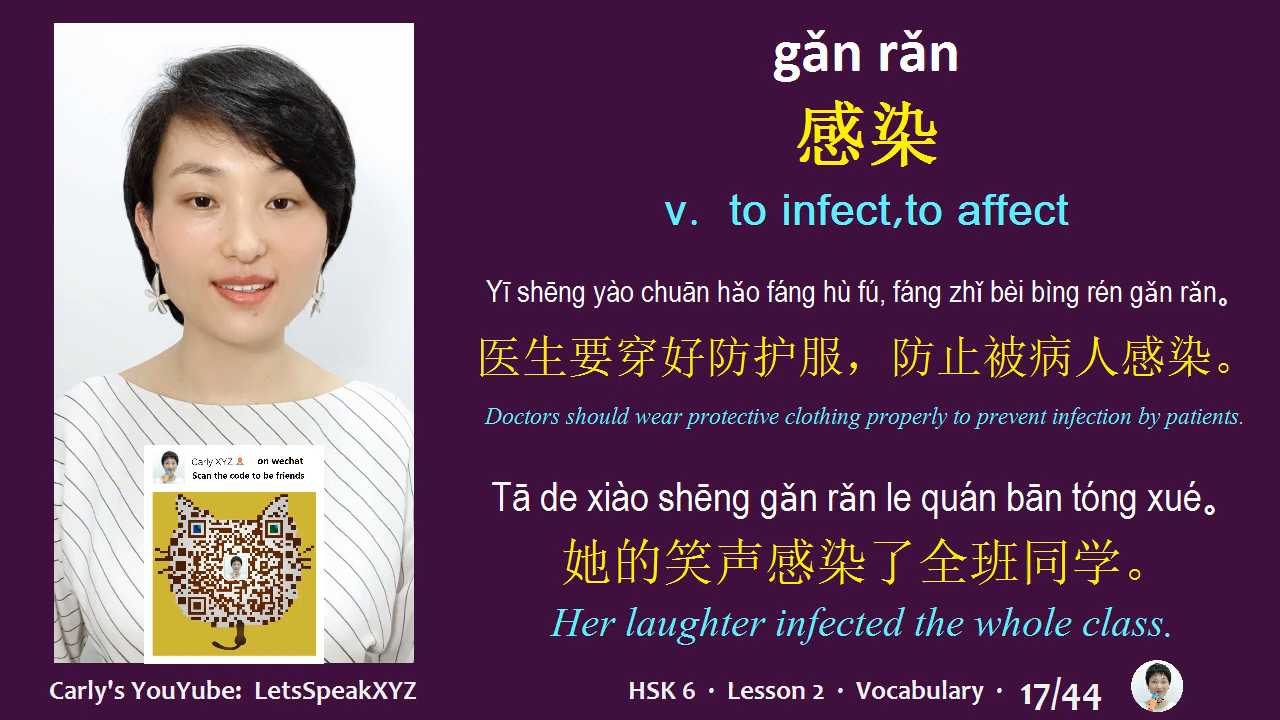 gǎn rǎn
感染
v. to infect,to affect
Yī shēng yào chuān hǎo fáng hù fú, fáng zhǐ bèi bìng rén gǎn rǎn。
医生要穿好防护服，防止被病人感染。
Doctors should wear protective clothing properly to prevent infection by patients.
Tā de xiào shēng gǎn rǎn le quán bān tóng xué。
她的笑声感染了全班同学。
Her laughter infected the whole class.
Carly XYZ on wechat
Scan the code to be friends
Carly's YouYube: LetsSpeakXYZ
HSK 6 · Lesson 2 · Vocabulary · 17/44